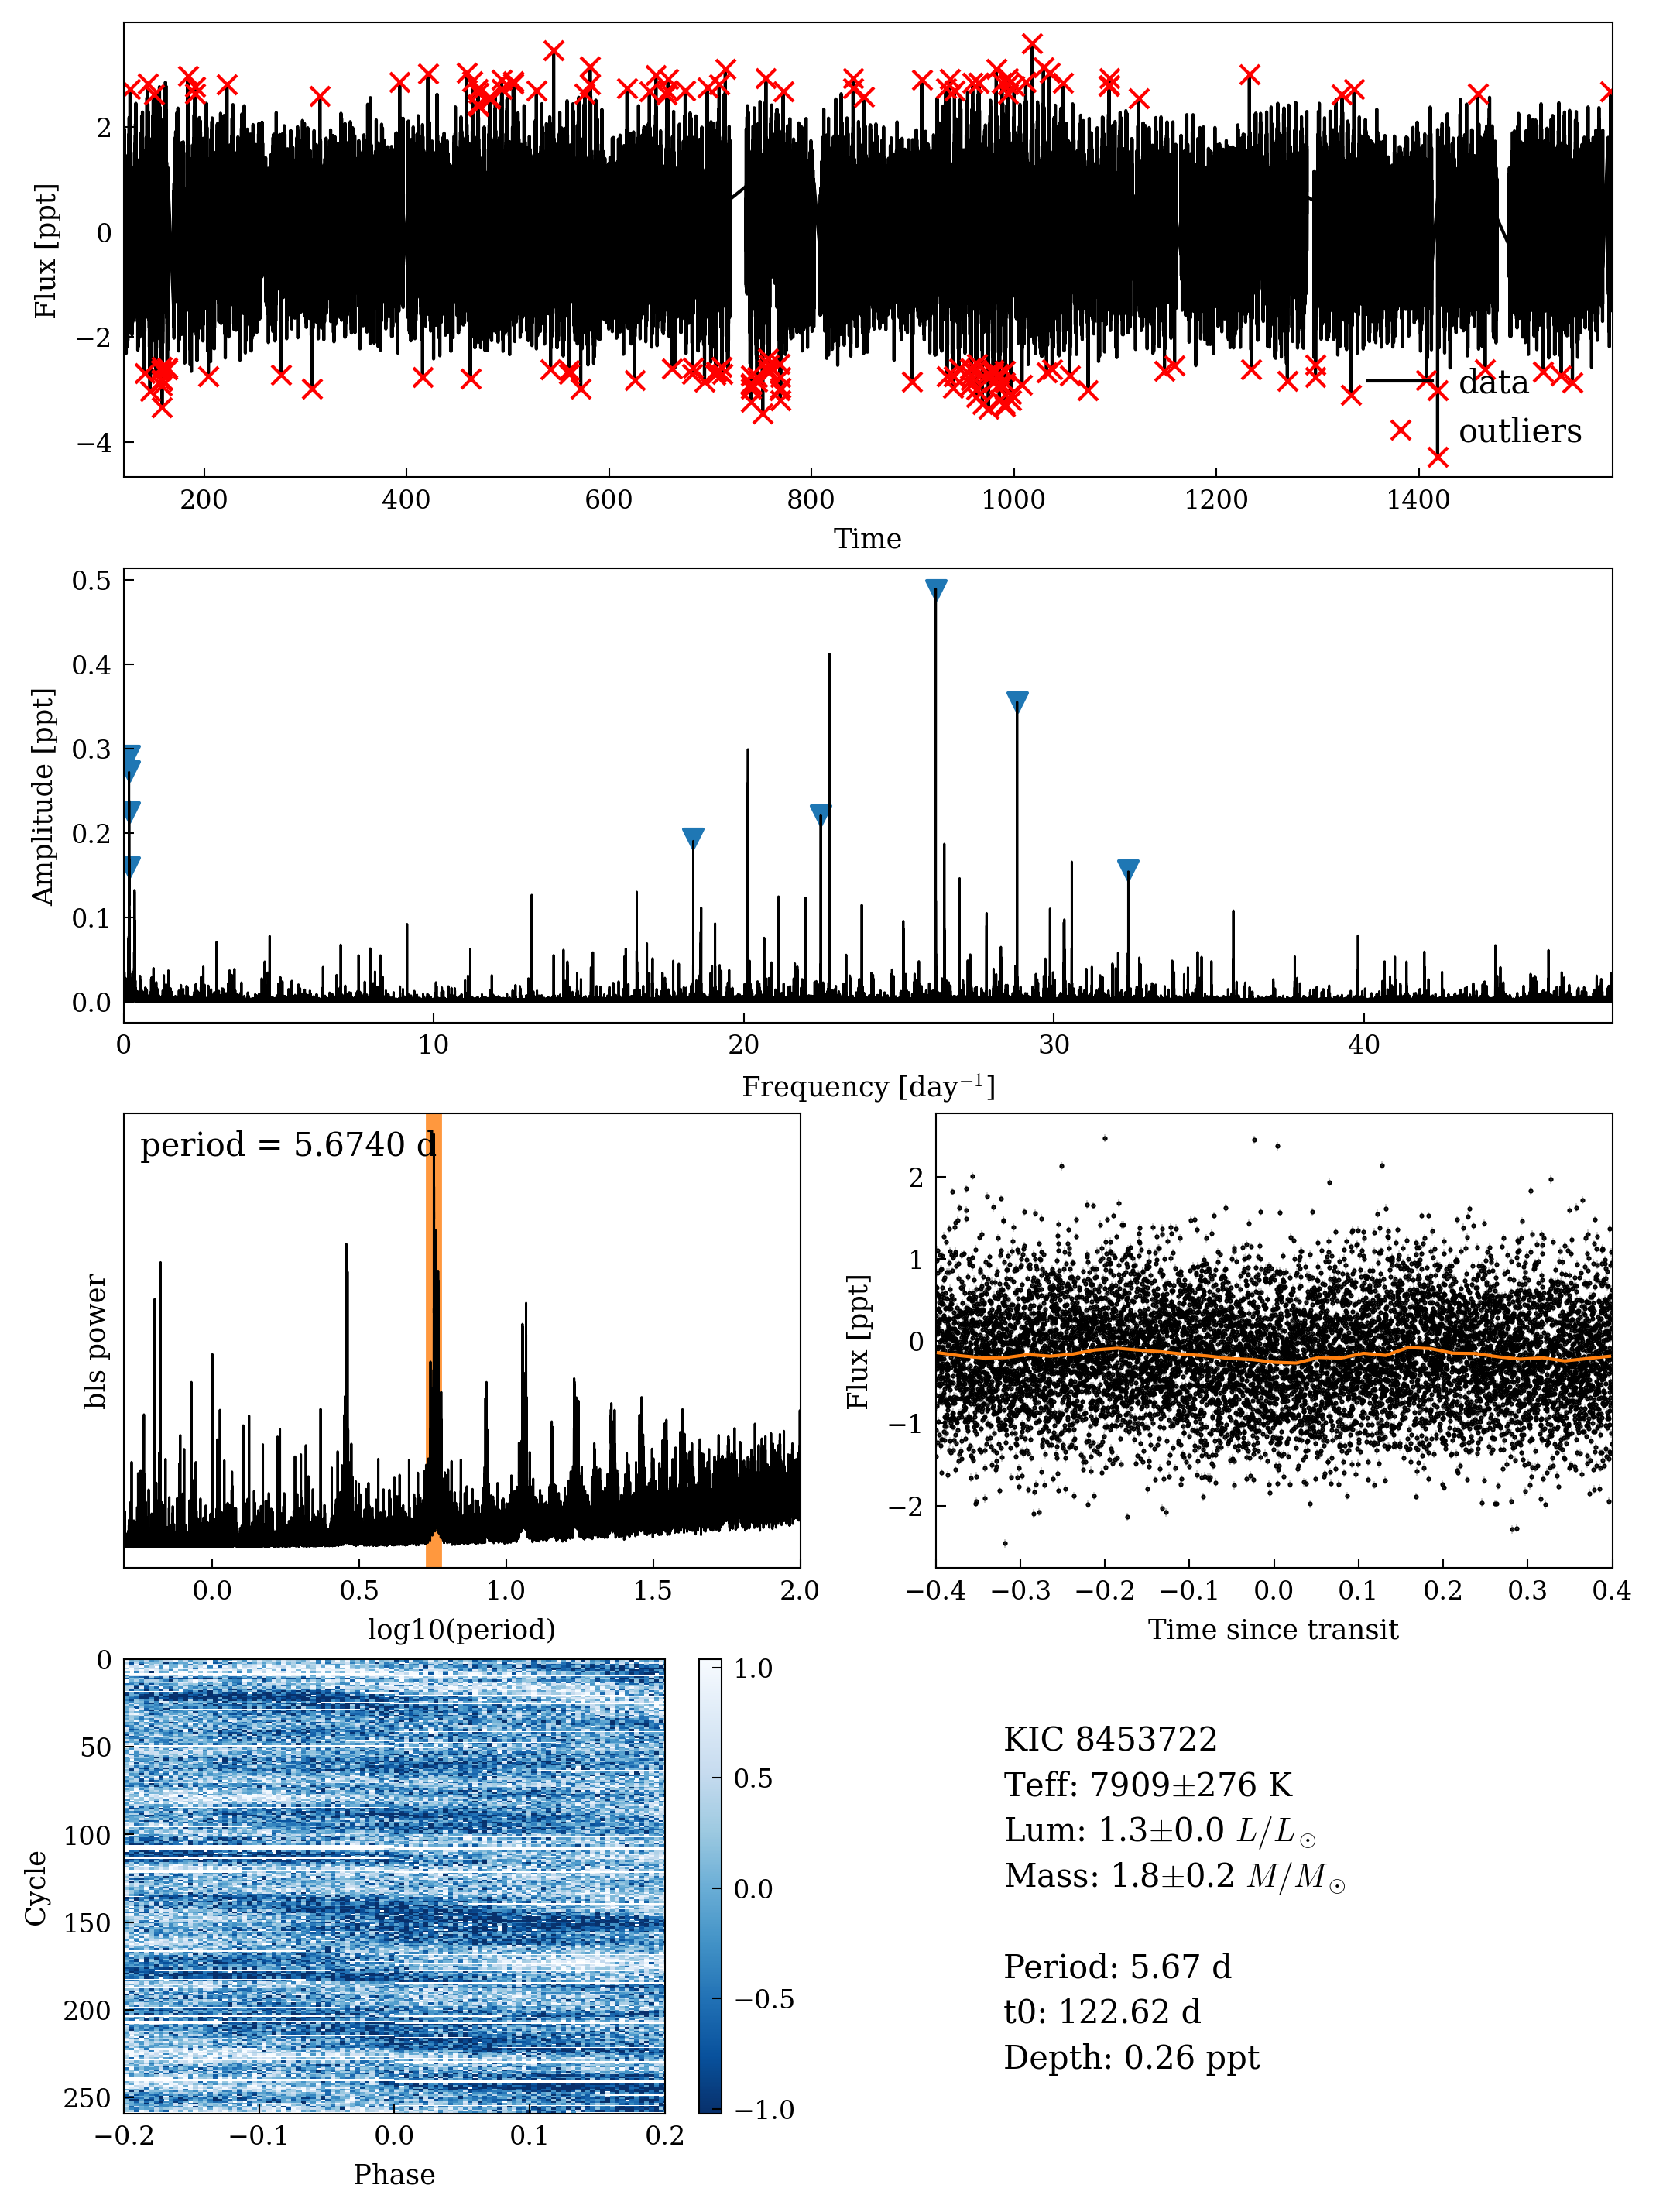 2
0
−2
−4
Flux [ppt]
data
outliers
200 400 600 800 1000 1200 1400
Time
0.5
0.4
0.3
0.2
0.1
0.0
Amplitude [ppt]
0 10 20 30 40
Frequency [day⁻¹]
period = 5.6740 d
bls power
0.0 0.5 1.0 1.5 2.0
log10(period)
2
1
0
−1
−2
Flux [ppt]
−0.4 −0.3 −0.2 −0.1 0.0 0.1 0.2 0.3 0.4
Time since transit
0
50
100
150
200
250
Cycle
−0.2 −0.1 0.0 0.1 0.2
Phase
1.0
0.5
0.0
−0.5
−1.0
KIC 8453722
Teff: 7909±276 K
Lum: 1.3±0.0 L/L⊙
Mass: 1.8±0.2 M/M⊙
Period: 5.67 d
t0: 122.62 d
Depth: 0.26 ppt